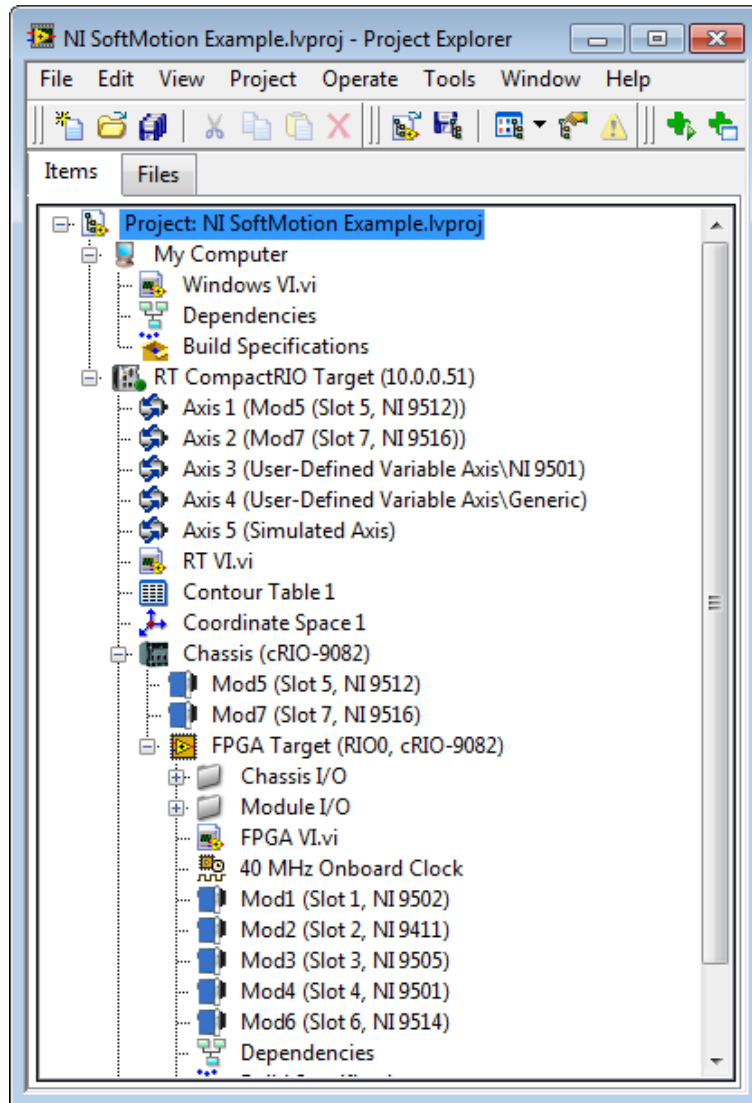 NI SoftMotion Example.lvproj - Project Explorer
File Edit View Project Operate Tools Window Help
Items Files
Project: NI SoftMotion Example.lvproj
My Computer
Windows VI.vi
Dependencies
Build Specifications
RT CompactRIO Target (10.0.0.51)
Axis 1 (Mod5 (Slot 5, NI 9512))
Axis 2 (Mod7 (Slot 7, NI 9516))
Axis 3 (User-Defined Variable Axis\NI 9501)
Axis 4 (User-Defined Variable Axis\Generic)
Axis 5 (Simulated Axis)
RT VI.vi
Contour Table 1
Coordinate Space 1
Chassis (cRIO-9082)
Mod5 (Slot 5, NI 9512)
Mod7 (Slot 7, NI 9516)
FPGA Target (RIO0, cRIO-9082)
Chassis I/O
Module I/O
FPGA VI.vi
40 MHz Onboard Clock
Mod1 (Slot 1, NI 9502)
Mod2 (Slot 2, NI 9411)
Mod3 (Slot 3, NI 9505)
Mod4 (Slot 4, NI 9501)
Mod6 (Slot 6, NI 9514)
Dependencies